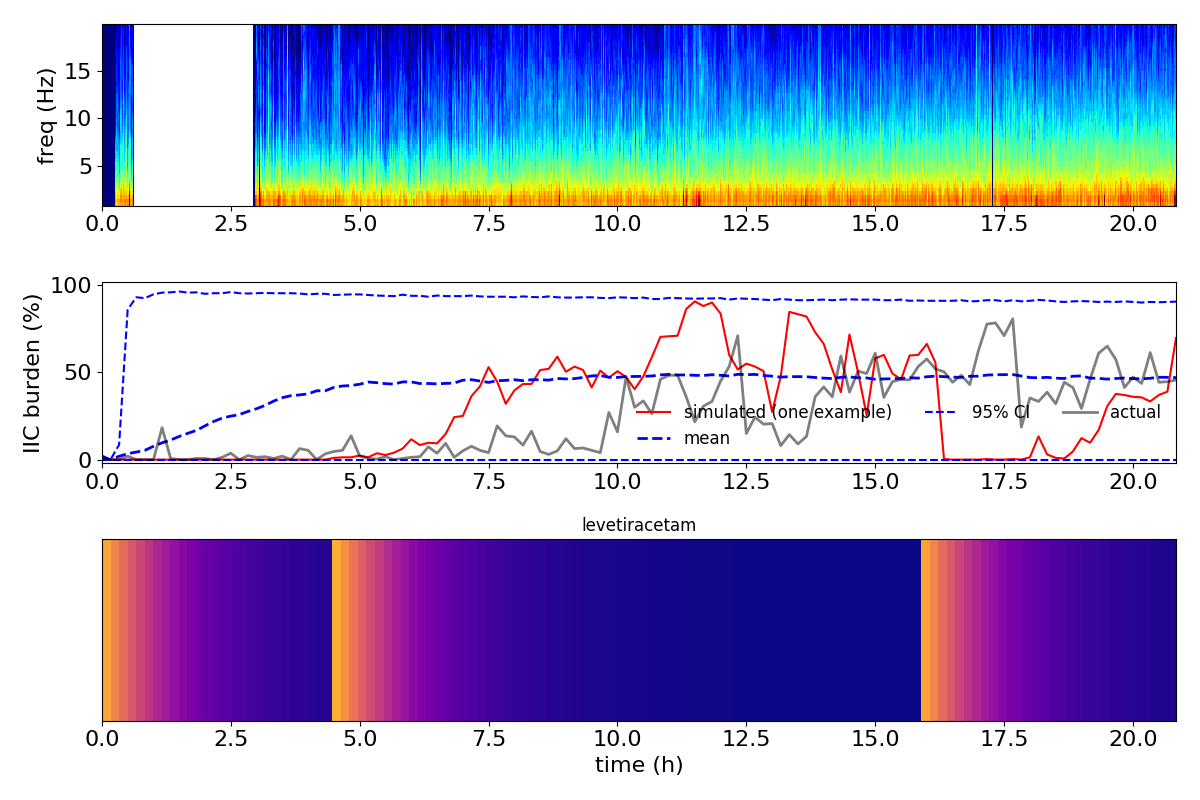 freq (Hz)
15
10
5
0.0 2.5 5.0 7.5 10.0 12.5 15.0 17.5 20.0
IIC burden (%)
100
50
0
simulated (one example) 95% CI actual
mean
0.0 2.5 5.0 7.5 10.0 12.5 15.0 17.5 20.0
levetiracetam
0.0 2.5 5.0 7.5 10.0 12.5 15.0 17.5 20.0
time (h)